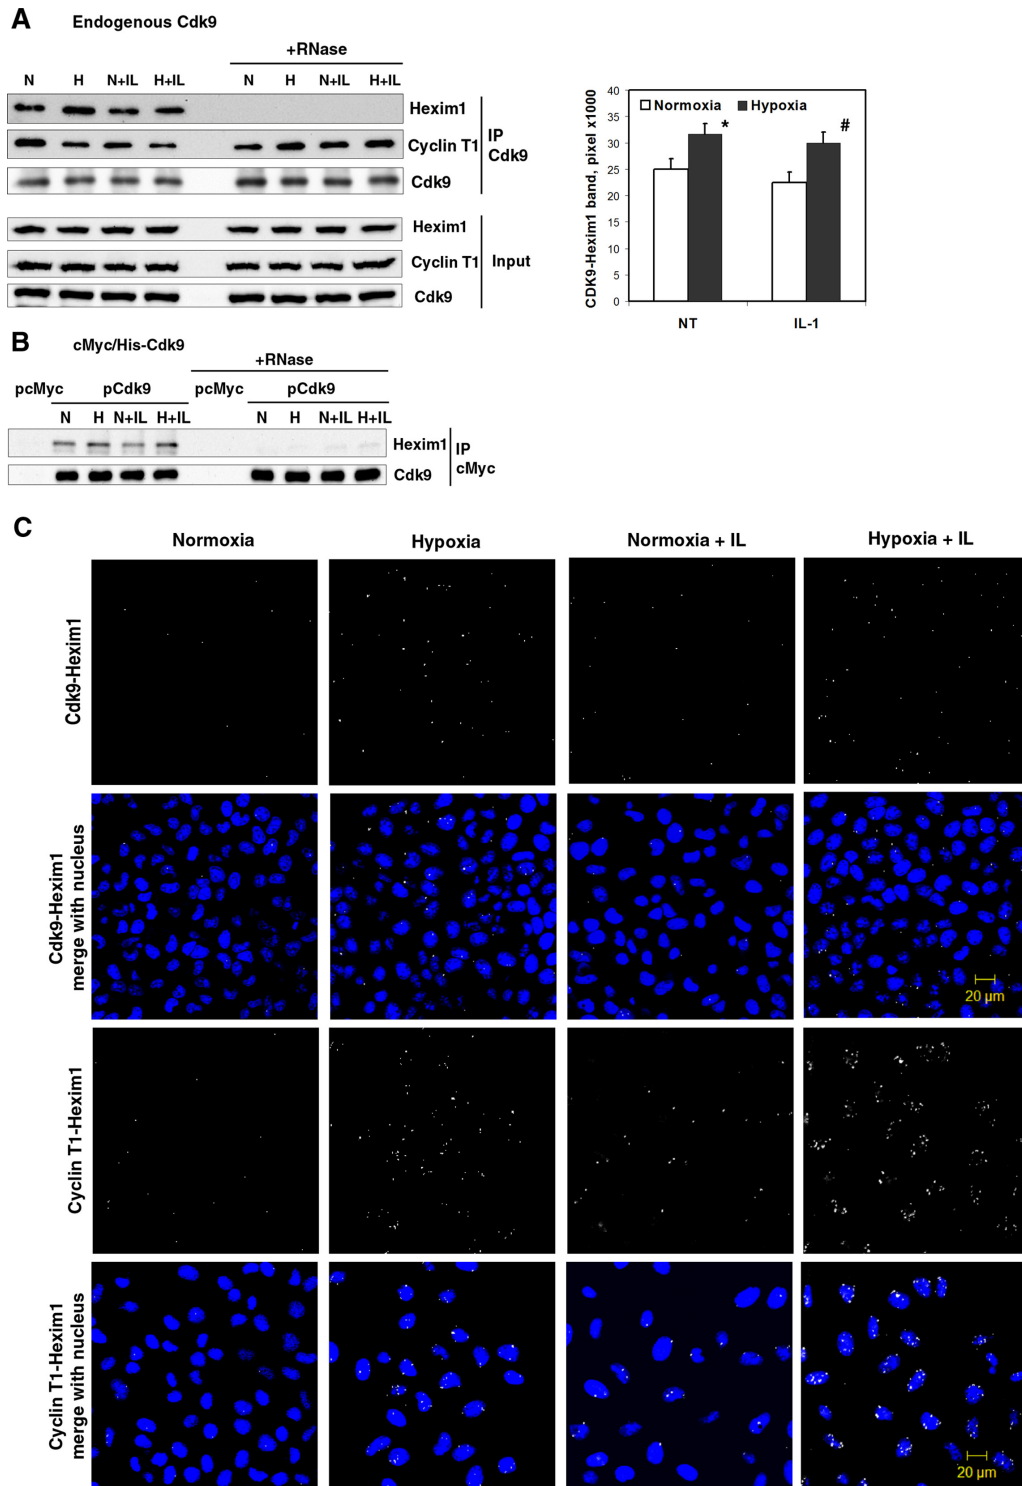 A Endogenous Cdk9
+RNase
N H N+IL H+IL N H N+IL H+IL
Hexim1
Cyclin T1
Cdk9
IP
Cdk9
Hexim1
Cyclin T1
Cdk9
Input
CDK9-Hexim1 band, pixel x1000
40
35
30
25
20
15
10
5
0
Normoxia Hypoxia
*
#
NT IL-1
B cMyc/His-Cdk9
+RNase
pcMyc pCdk9 pcMyc pCdk9
N H N+IL H+IL N H N+IL H+IL
Hexim1
Cdk9
IP
cMyc
C
Normoxia Hypoxia Normoxia + IL Hypoxia + IL
Cdk9-Hexim1
Cdk9-Hexim1
merge with nucleus
20 µm
Cyclin T1-Hexim1
Cyclin T1-Hexim1
merge with nucleus
20 µm